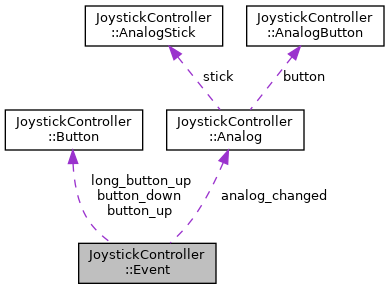 JoystickController
::AnalogStick
JoystickController
::AnalogButton
stick
button
JoystickController
::Button
JoystickController
::Analog
long_button_up
button_down
button_up
analog_changed
JoystickController
::Event